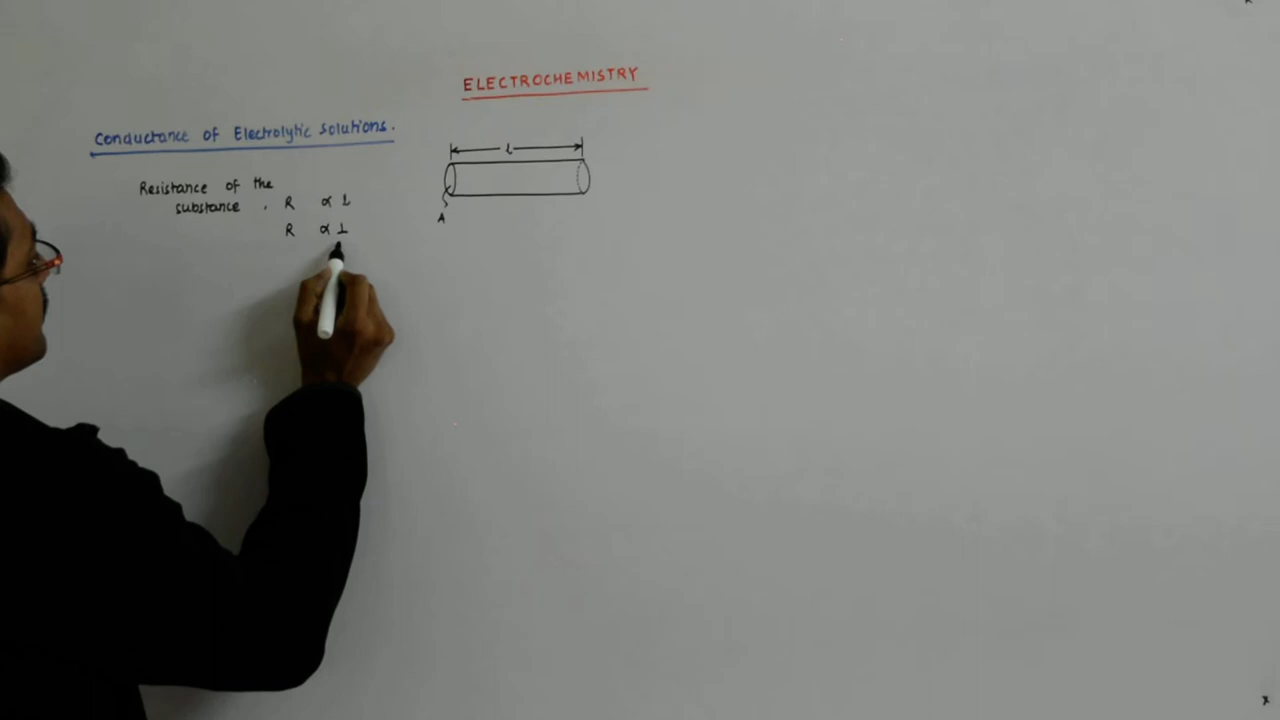 ELECTROCHEMISTRY
Conductance of Electrolytic Solutions.
l
Resistance of the
substance , R ∝ l
A
R ∝ 1
x